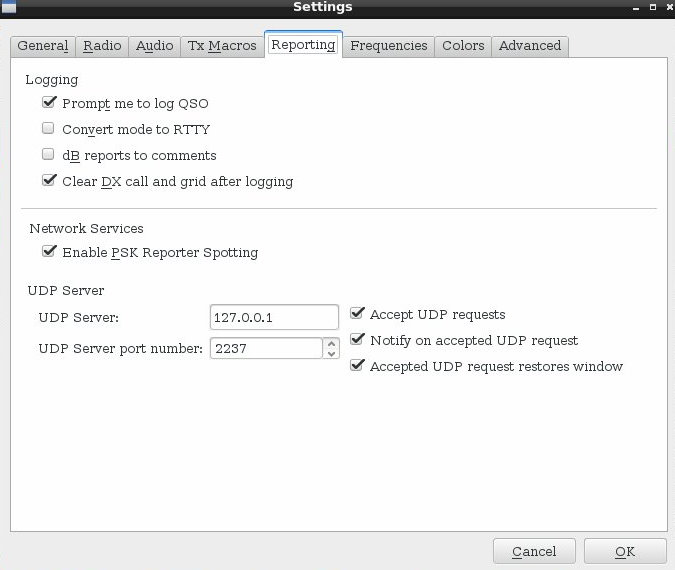 Settings
General Radio Audio Tx Macros Reporting Frequencies Colors Advanced
Logging
Prompt me to log QSO
Convert mode to RTTY
dB reports to comments
Clear DX call and grid after logging
Network Services
Enable PSK Reporter Spotting
UDP Server
UDP Server: 127.0.0.1 Accept UDP requests
Notify on accepted UDP request
UDP Server port number: 2237
Accepted UDP request restores window
Cancel OK